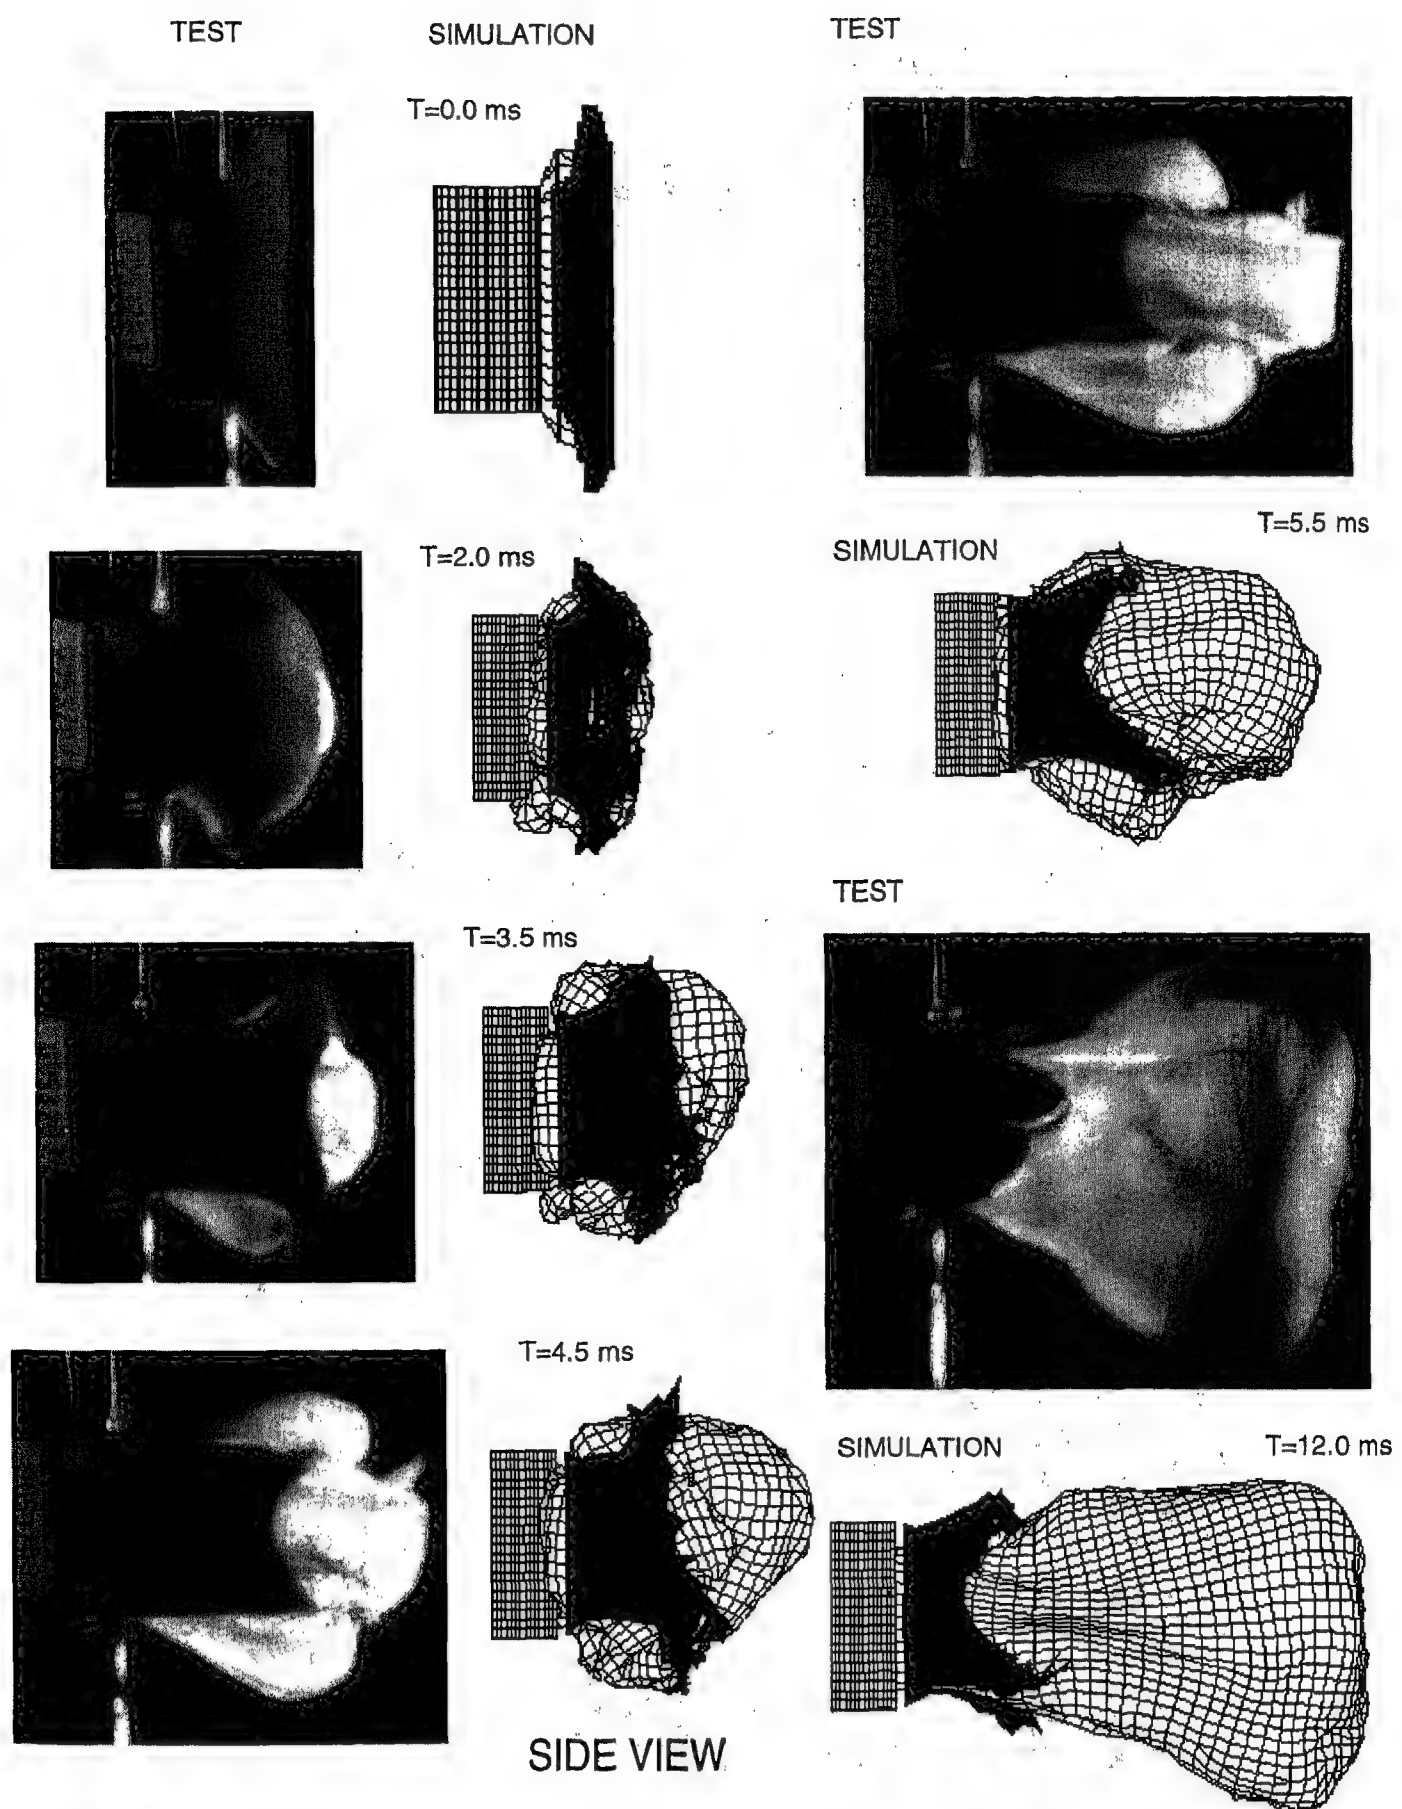 TEST
SIMULATION
T=0.0 ms
T=2.0 ms
T=3.5 ms
T=4.5 ms
SIDE VIEW
TEST
T=5.5 ms
SIMULATION
TEST
SIMULATION
T=12.0 ms